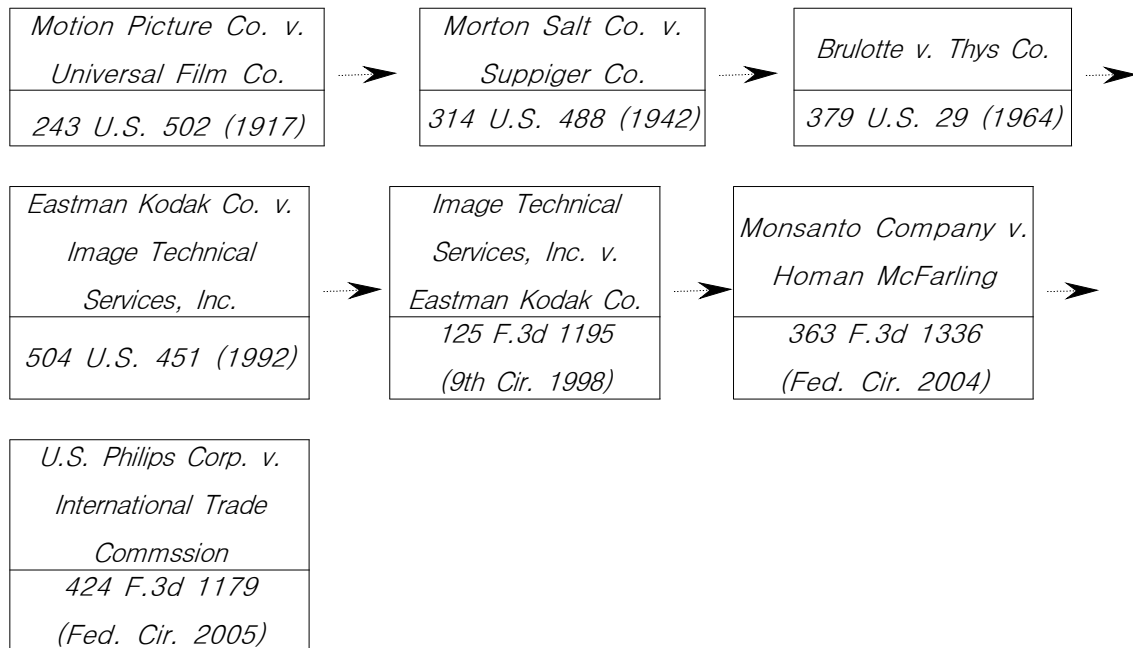 Motion Picture Co. v.
Universal Film Co.
243 U.S. 502 (1917)
Morton Salt Co. v.
Suppiger Co.
314 U.S. 488 (1942)
Brulotte v. Thys Co.
379 U.S. 29 (1964)
Eastman Kodak Co. v.
Image Technical
Services, Inc.
504 U.S. 451 (1992)
Image Technical
Services, Inc. v.
Eastman Kodak Co.
125 F.3d 1195
(9th Cir. 1998)
Monsanto Company v.
Homan McFarling
363 F.3d 1336
(Fed. Cir. 2004)
U.S. Philips Corp. v.
International Trade
Commssion
424 F.3d 1179
(Fed. Cir. 2005)